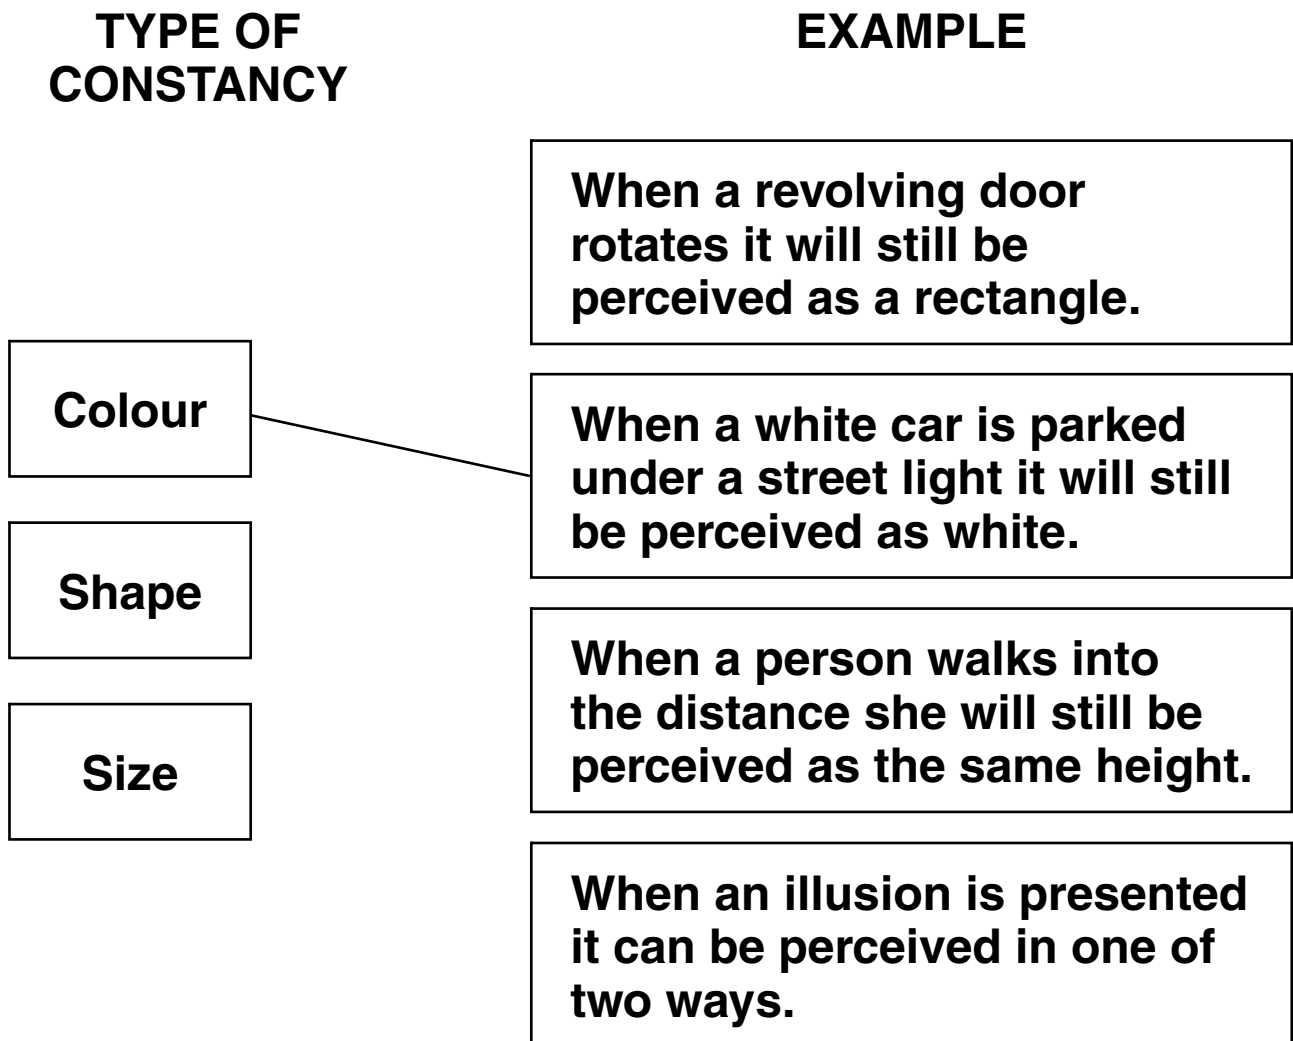 TYPE OF
CONSTANCY
EXAMPLE
Colour
Shape
Size
When a revolving door
rotates it will still be
perceived as a rectangle.
When a white car is parked
under a street light it will still
be perceived as white.
When a person walks into
the distance she will still be
perceived as the same height.
When an illusion is presented
it can be perceived in one of
two ways.